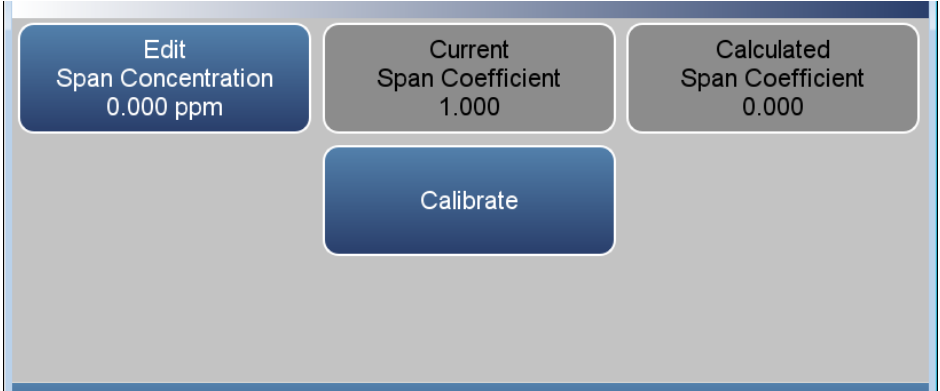 Edit
Span Concentration
0.000 ppm
Current
Span Coefficient
1.000
Calculated
Span Coefficient
0.000
Calibrate